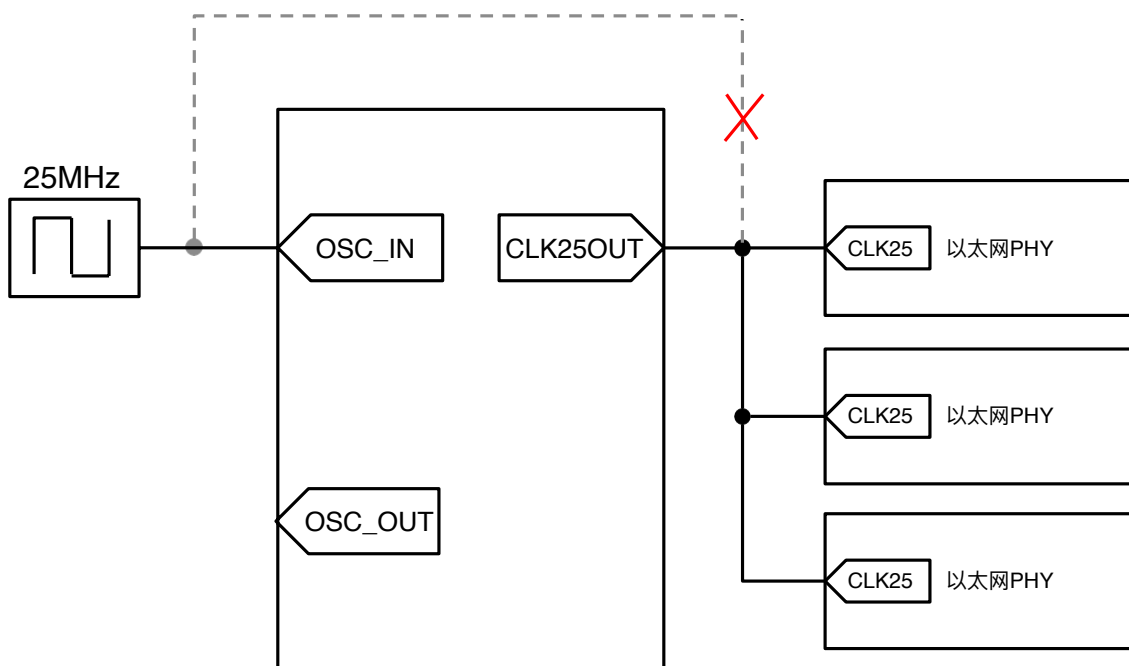 25MHz
OSC_IN
CLK25OUT
CLK25
以太网PHY
CLK25
以太网PHY
OSC_OUT
CLK25
以太网PHY